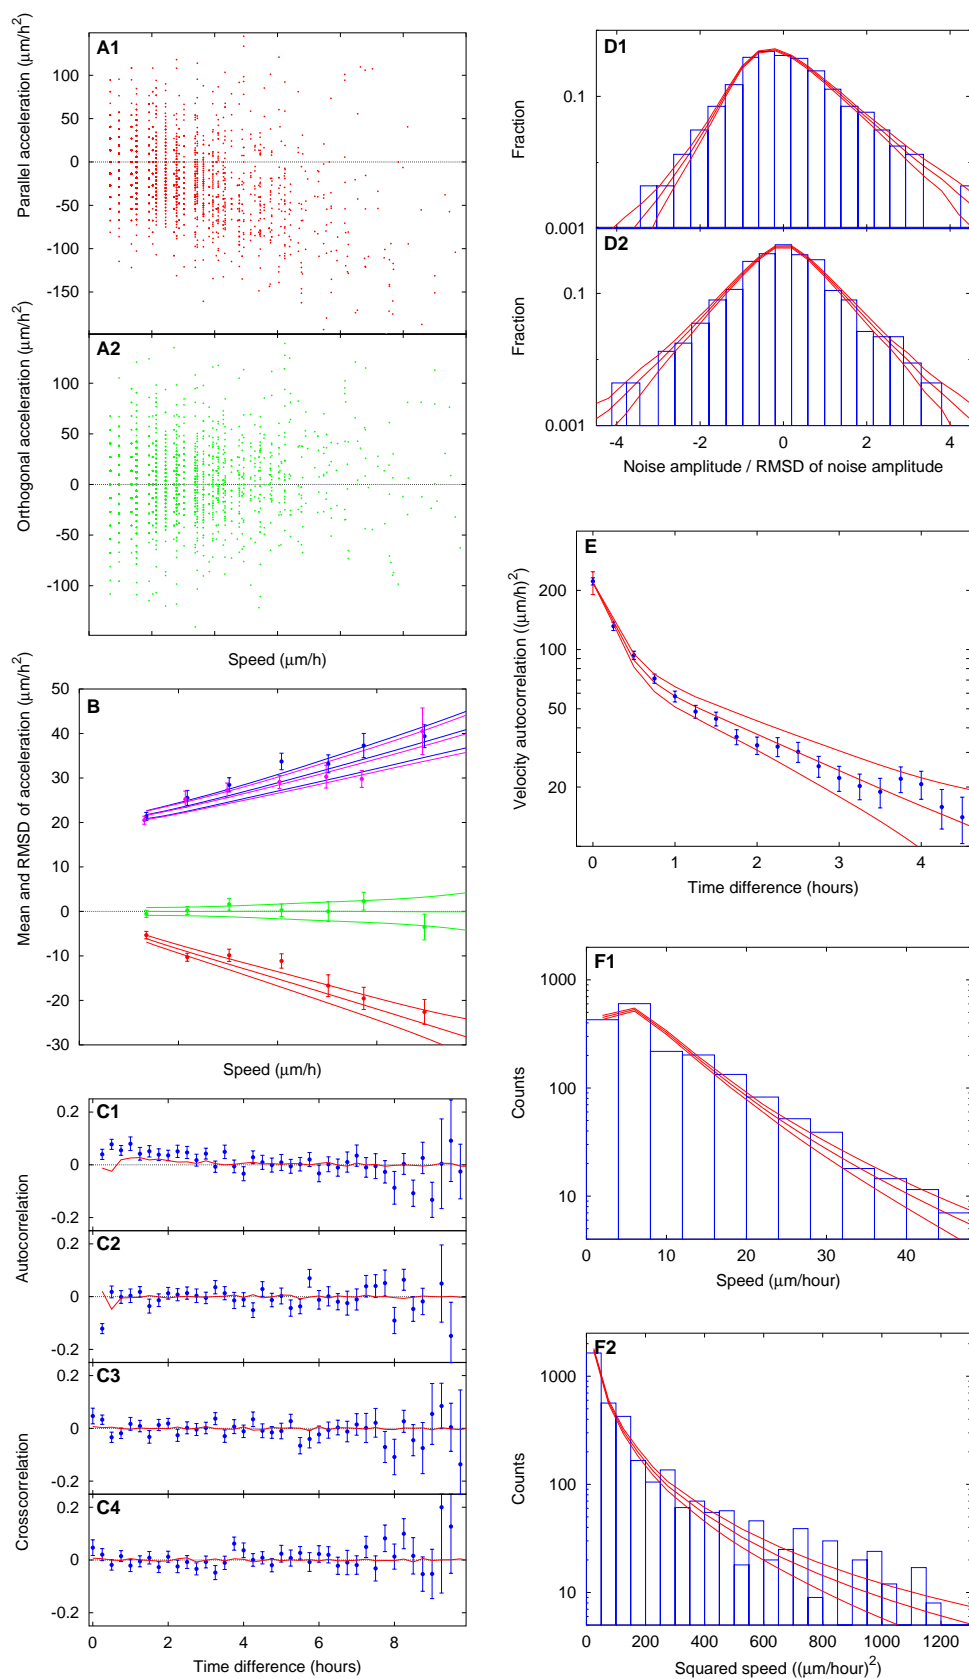 A1
Parallel acceleration (μm/h²)
100
50
0
-50
-100
-150
A2
Orthogonal acceleration (μm/h²)
100
50
0
-50
-100
Speed (μm/h)
B
Mean and RMSD of acceleration (μm/h²)
50
40
30
20
10
0
-10
-20
-30
Speed (μm/h)
C1
0.2
0
-0.2
Autocorrelation
C2
0.2
0
-0.2
C3
0.2
0
-0.2
Crosscorrelation
C4
0.2
0
-0.2
0 2 4 6 8
Time difference (hours)
D1
Fraction
0.1
0.001
D2
Fraction
0.1
0.001
-4 -2 0 2 4
Noise amplitude / RMSD of noise amplitude
E
Velocity autocorrelation ((μm/h)²)
200
100
50
20
0 1 2 3 4
Time difference (hours)
F1
Counts
1000
100
10
0 10 20 30 40
Speed (μm/hour)
F2
Counts
1000
100
10
0 200 400 600 800 1000 1200
Squared speed ((μm/hour)²)